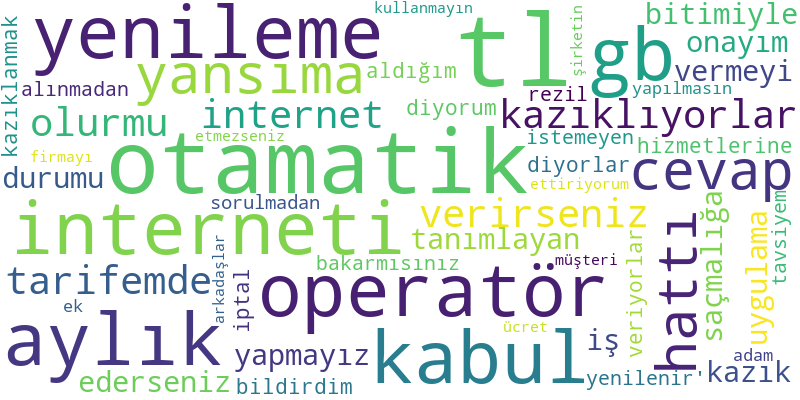 kullanmayın
yenileme
tl
gb
bitimiyle
kazıklanmak
yansıma
aldığım
şirketin
onayım
vermeyi
alınmadan
internet
diyorum
rezil
yapılmasın
kazıklıyorlar
olurmu
otamatik
etmezseniz
istemeyen
hizmetlerine
firmayı
durumu
diyorlar
cevap
ettiriyorum
interneti
sorulmadan
verirseniz
hattı
saçmalığa
uygulama
tavsiyem
tanımlayan
tarifemde
arkadaşlar
iptal
bakarmısınız
operatör
müşteri
veriyorlar
ek
aylık
ücret
kabul
iş
yapmayız
ederseniz
bildirdim
yenilenir'
adam
kazık